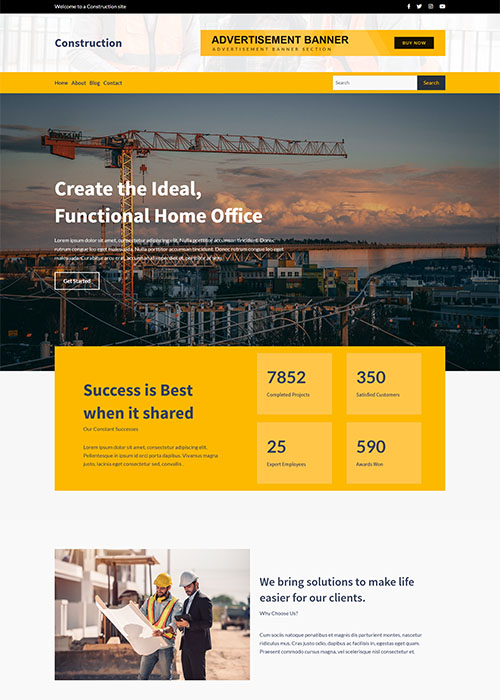 Welcome to a Construction site
Construction
ADVERTISEMENT BANNER
ADVERTISEMENT BANNER SECTION
BUY NOW
Home About Blog Contact
Search
Search
Create the Ideal,
Functional Home Office
Lorem ipsum dolor sit amet, consectetur adipiscing elit. Nulla porttitor accumsan tincidunt. Donec
rutrum congue leo eget malesuada. Nulla porttitor accumsan tincidunt. Donec rutrum congue leo eget
malesuada. Curabitur arcu erat, accumsan id imperdiet et, porttitor at sem.
Get Started
Success is Best
when it shared
Our Constant Successes
Lorem ipsum dolor sit amet, consectetur adipiscing elit.
Pellentesque in ipsum id orci porta dapibus. Vivamus magna
justo, lacinia eget consectetur sed, convallis .
7852
Completed Projects
350
Satisfied Customers
25
Expert Employees
590
Awards Won
We bring solutions to make life
easier for our clients.
Why Choose Us?
Cum sociis natoque penatibus et magnis dis parturient montes, nascetur
ridiculus mus. Cras justo odio, dapibus ac facilisis in, egestas eget quam.
Praesent commodo cursus magna, vel scelerisque nisl consectetur et.